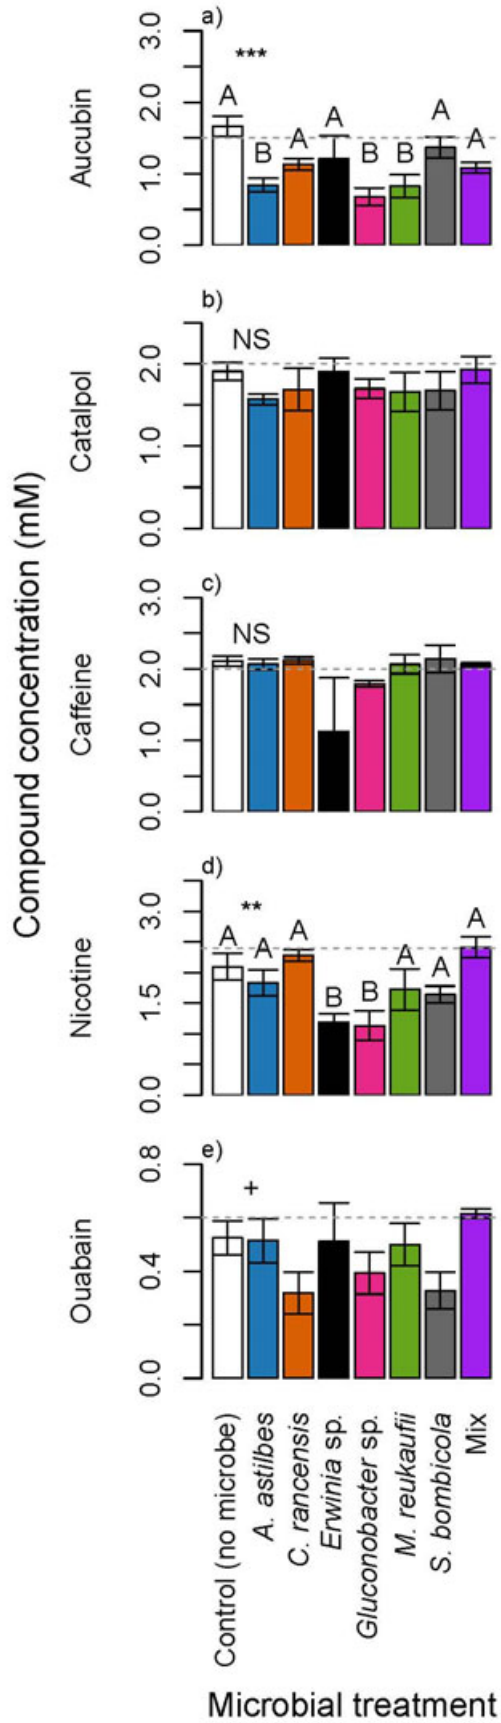 Compound concentration (mM)
a)
Aucubin
3.0
2.0
1.0
0.0
***
A
B
A
A
B
B
A
A
b)
Catalpol
2.0
1.0
0.0
NS
c)
Caffeine
3.0
2.0
1.0
0.0
NS
d)
Nicotine
3.0
1.5
0.0
**
A
A
A
B
B
A
A
A
e)
Ouabain
0.8
0.4
0.0
+
Control (no microbe)
A. astilbes
C. rancensis
Erwinia sp.
Gluconobacter sp.
M. reukaufii
S. bombicola
Mix
Microbial treatment